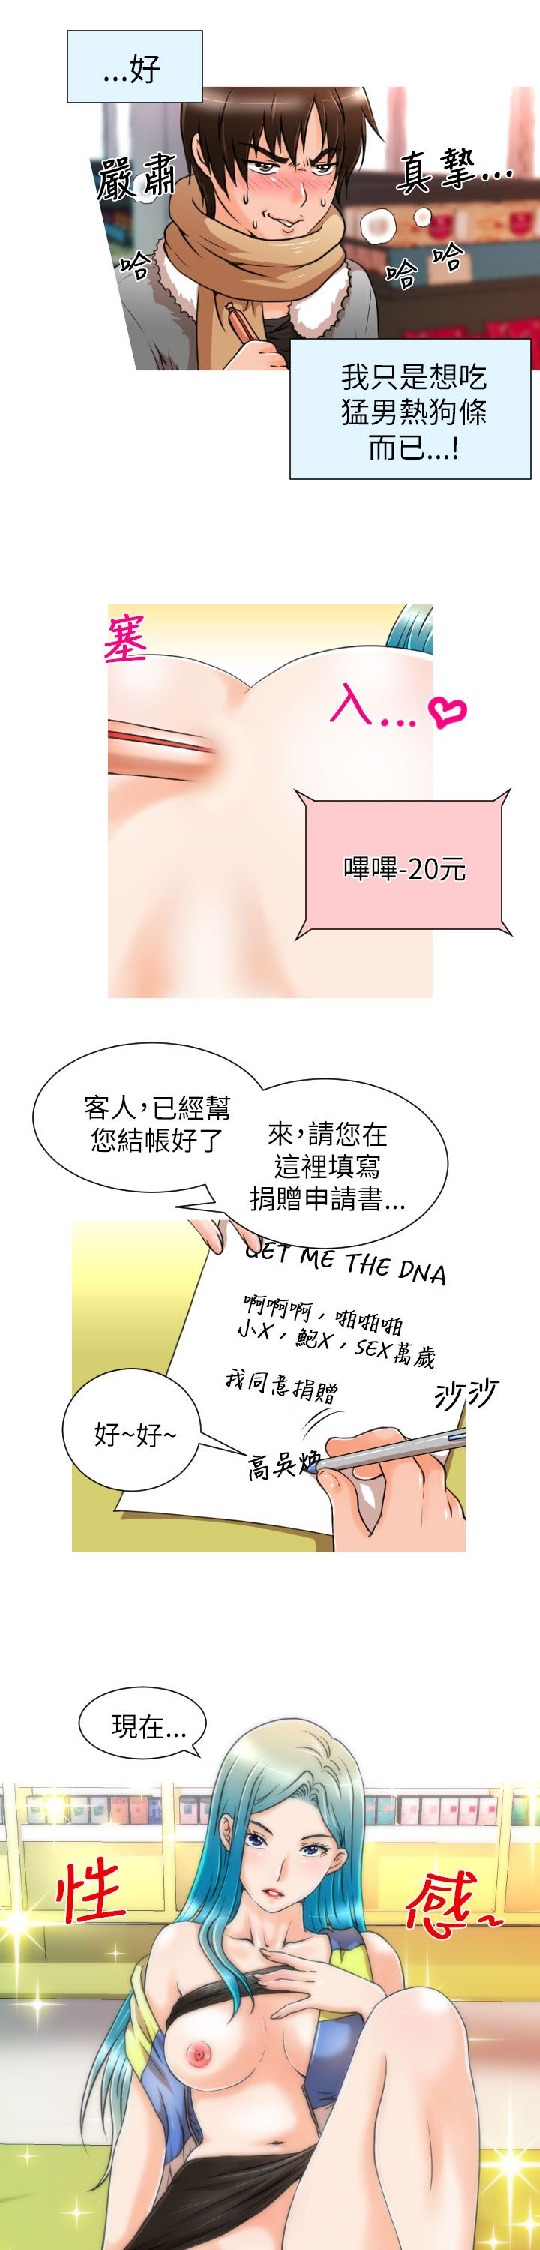 ...好
嚴肅
真摯...
哈
哈哈
我只是想吃
猛男熱狗條
而已...!
塞
入...♡
嗶嗶-20元
客人，已經幫
您結帳好了
來，請您在
這裡填寫
捐贈申請書...
GET ME THE DNA
啊啊啊，啪啪啪
小X，鮑X，SEX萬歲
我同意捐贈
沙沙
好~好~
高吳煥
現在...
性
感~